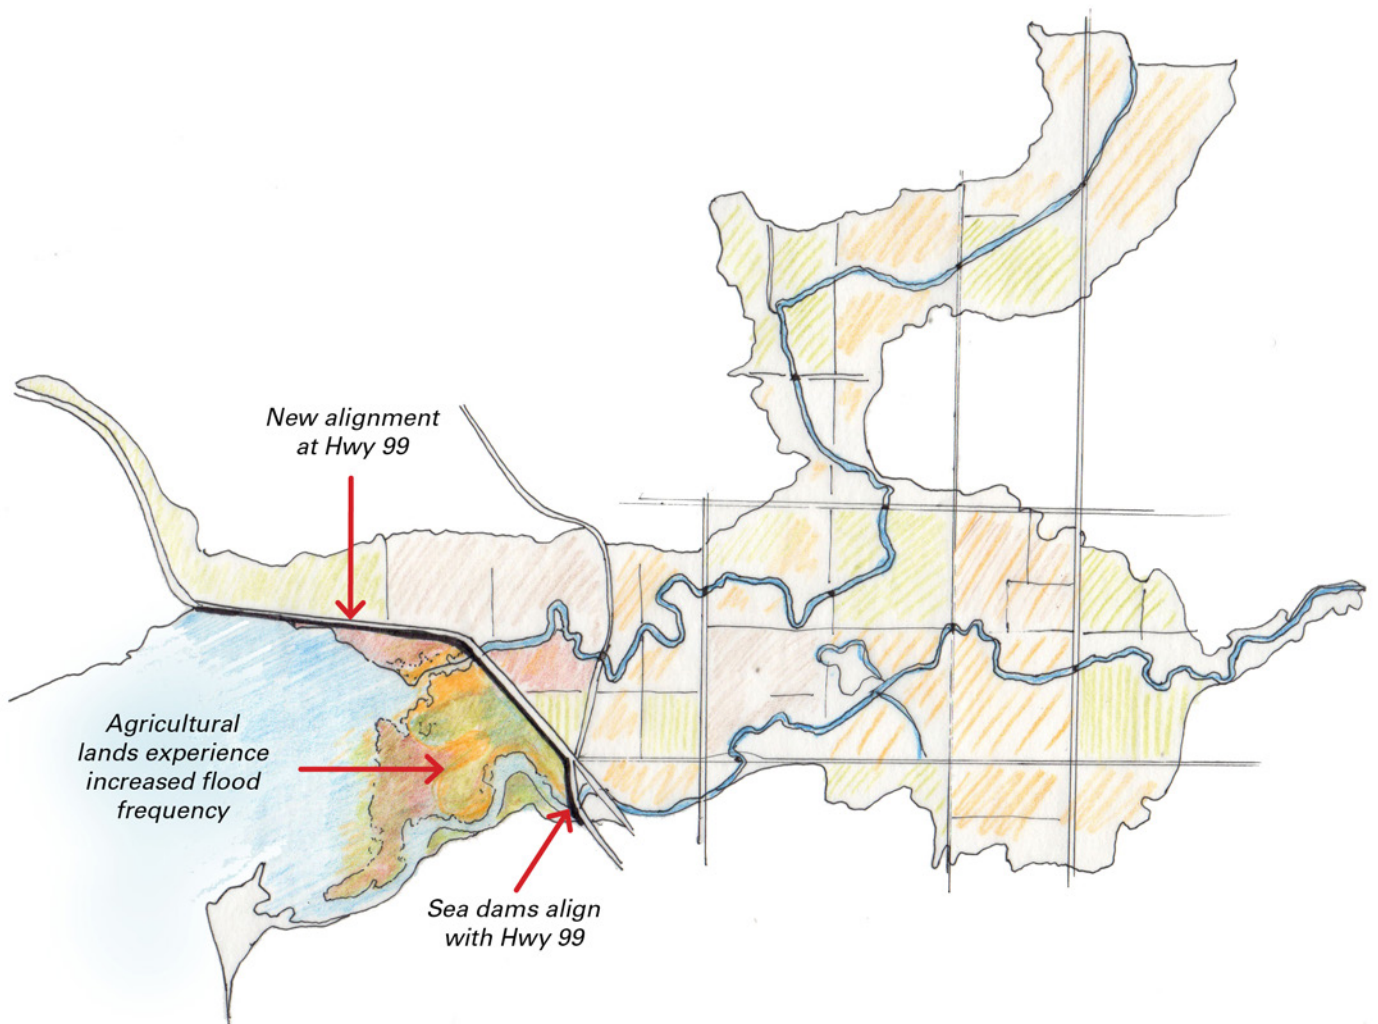 New alignment
at Hwy 99
Agricultural
lands experience
increased flood
frequency
Sea dams align
with Hwy 99